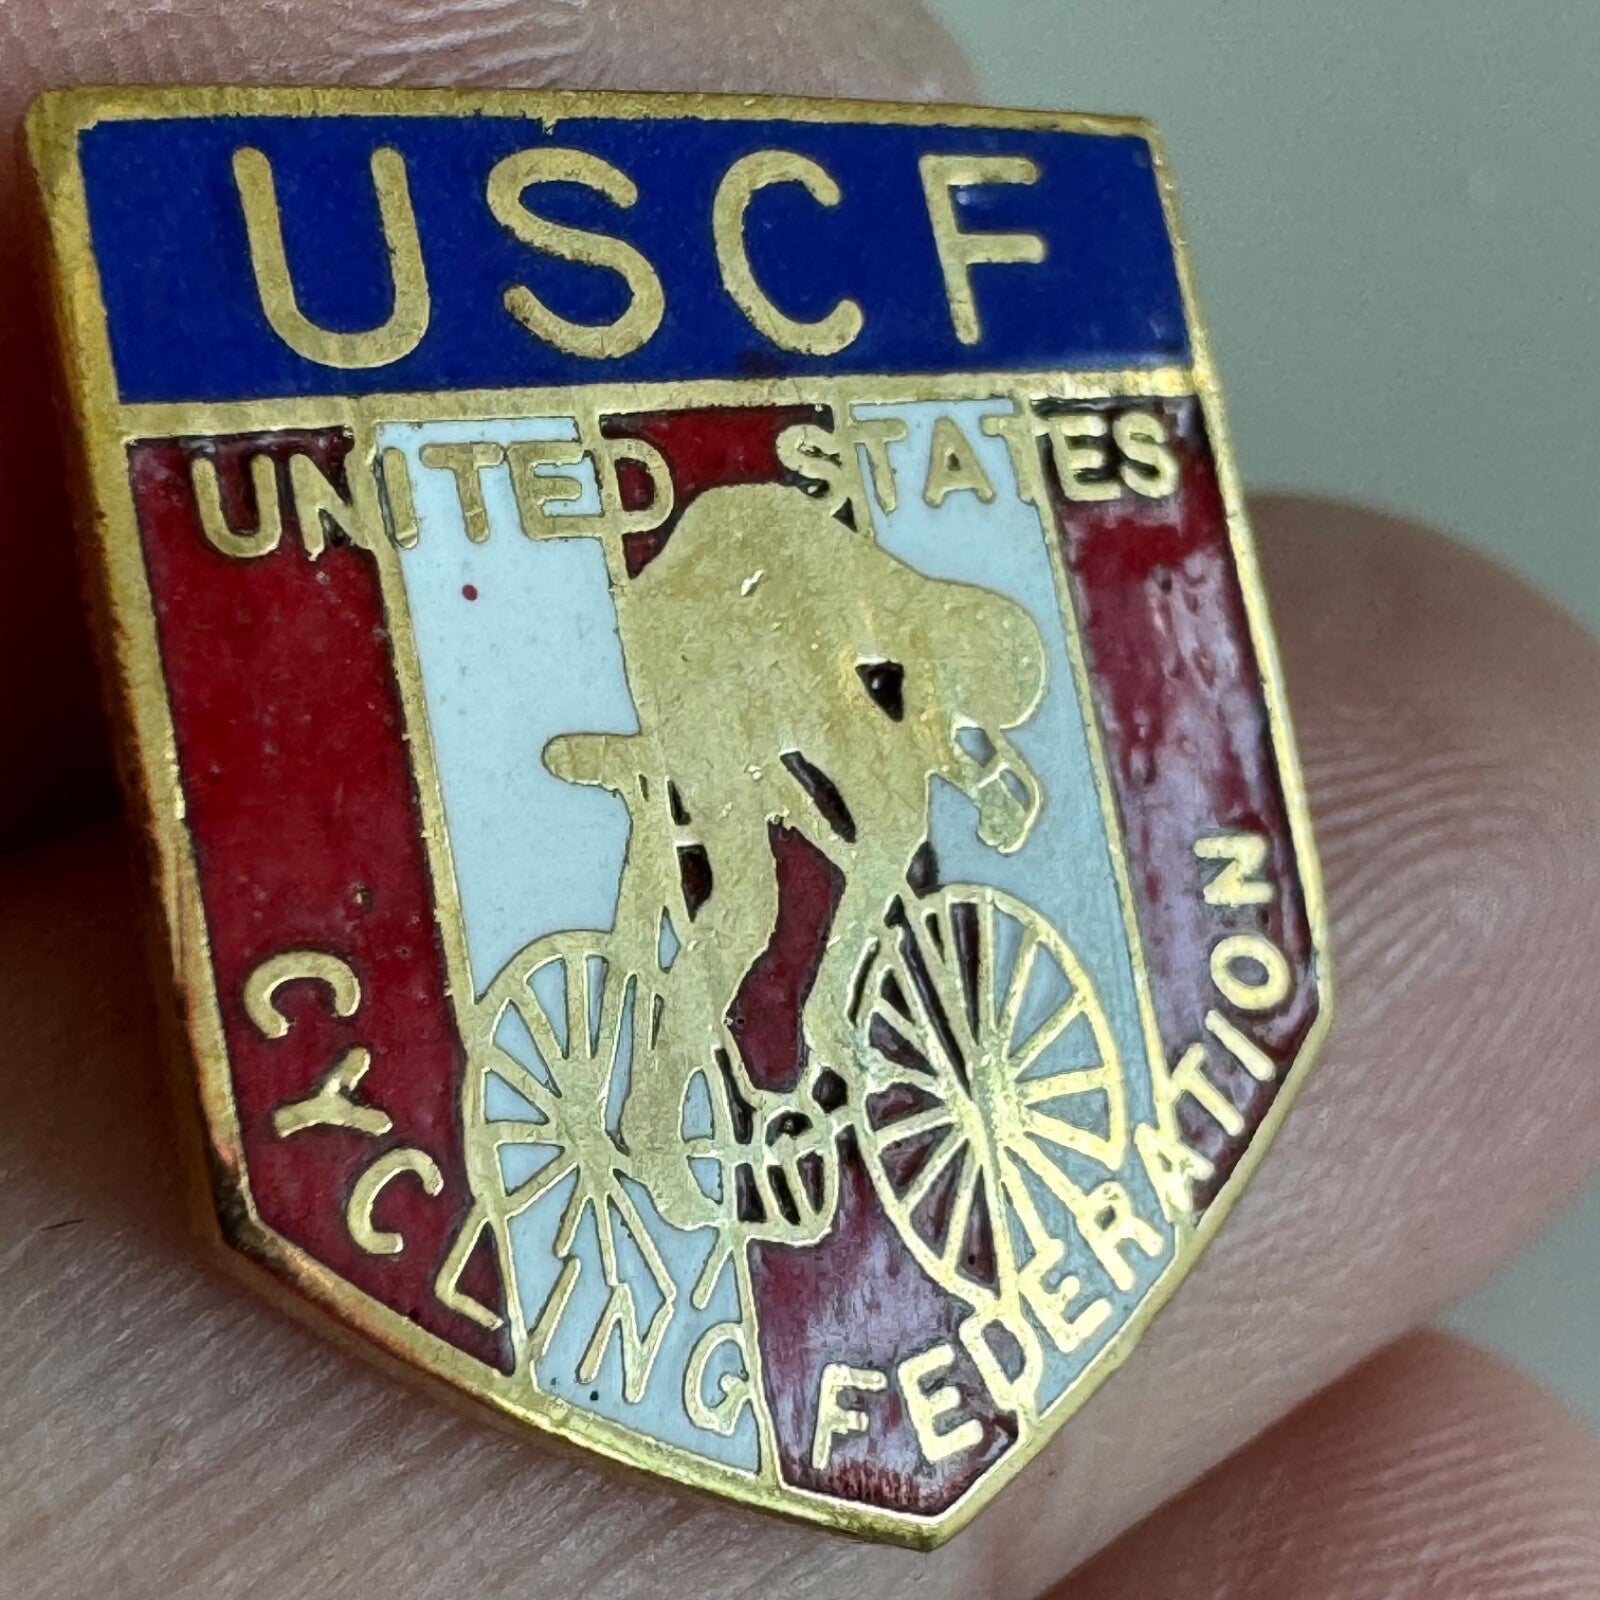 USCF
UNITED STATES
CYCLING
FEDERATION